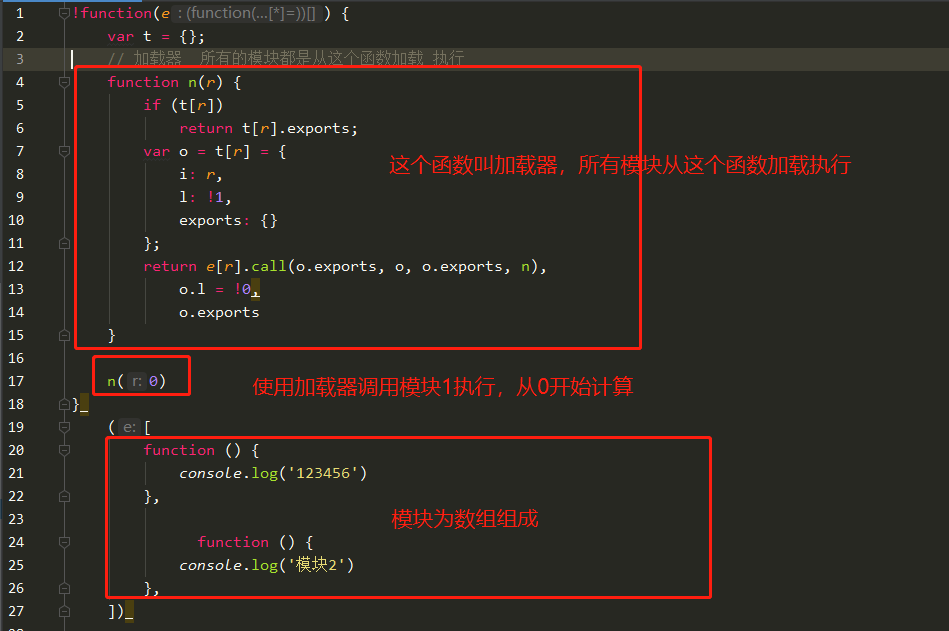 1 !function(e : (function(...[*]=))[] ) {
2 var t = {};
3 // 加载器 所有的模块都是从这个函数加载 执行
4 function n(r) {
5 if (t[r])
6 return t[r].exports;
7 var o = t[r] = {
这个函数叫加载器，所有模块从这个函数加载执行
8 i: r,
9 l: !1,
10 exports: {}
11 };
12 return e[r].call(o.exports, o, o.exports, n),
13 o.l = !0,
14 o.exports
15 }
16
17 n( r: 0)
使用加载器调用模块1执行，从0开始计算
18 }
19 ( e: [
20 function () {
21 console.log('123456')
22 },
23
模块为数组组成
24 function () {
25 console.log('模块2')
26 },
27 ])